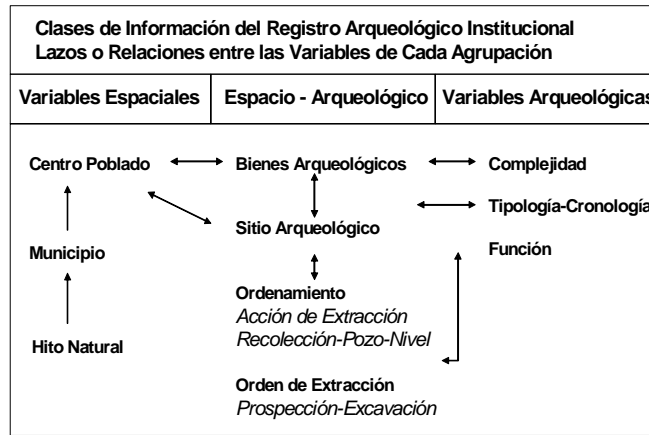 Clases de Información del Registro Arqueológico Institucional
Lazos o Relaciones entre las Variables de Cada Agrupación
Variables Espaciales
Espacio - Arqueológico
Variables Arqueológicas
Centro Poblado
Bienes Arqueológicos
Complejidad
Tipología-Cronología
Sitio Arqueológico
Municipio
Función
Ordenamiento
Acción de Extracción
Recolección-Pozo-Nivel
Hito Natural
Orden de Extracción
Prospección-Excavación